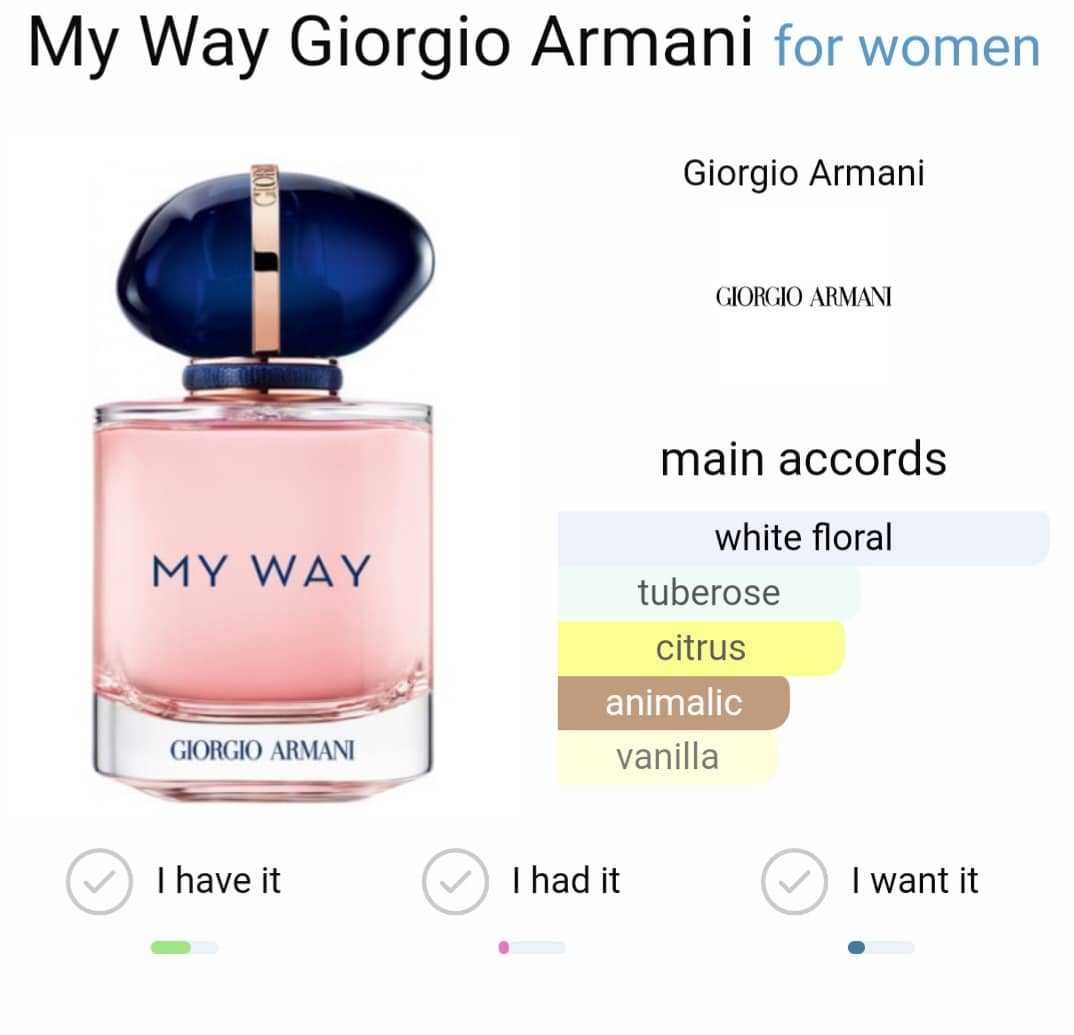 My Way Giorgio Armani for women
Giorgio Armani
GIORGIO ARMANI
main accords
white floral
tuberose
citrus
animalic
vanilla
GIOR
MY WAY
GIORGIO ARMANI
I have it
I had it
I want it